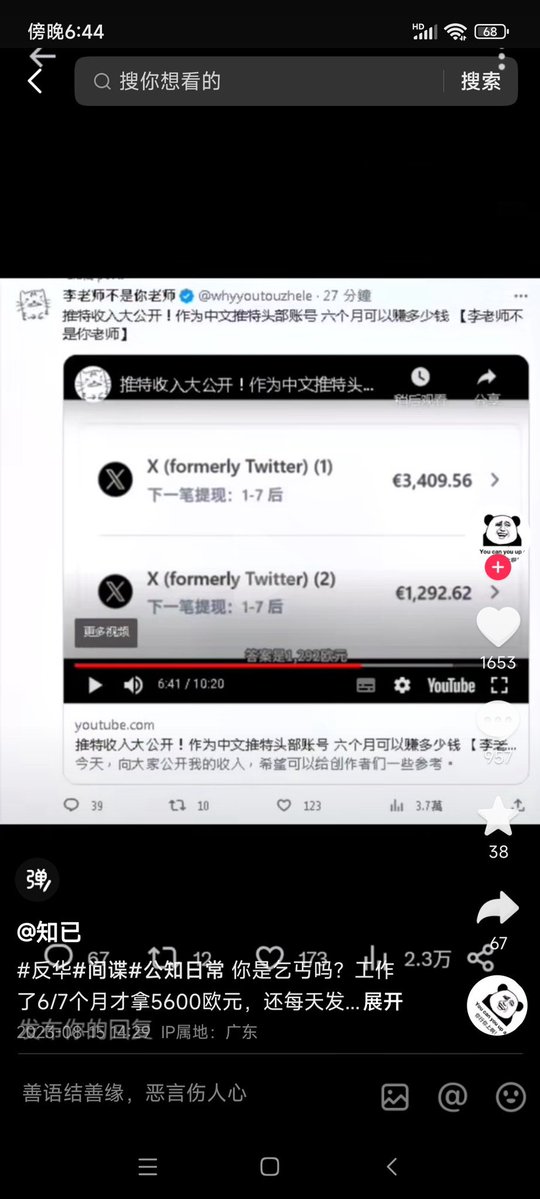 傍晚6:44
HD
68
搜你想看的
搜索
李老师不是你老师 @whyyoutouzhele · 27 分鐘
推特收入大公开！作为中文推特头部账号 六个月可以赚多少钱 【李老师不
是你老师】
推特收入大公开！作为中文推特头...
稍后观看
分享
X (formerly Twitter) (1)
€3,409.56
下一笔提现：1-7 后
X (formerly Twitter) (2)
€1,292.62
下一笔提现：1-7 后
更多视频
答案是1,292欧元
6:41 / 10:20
YouTube
youtube.com
推特收入大公开！作为中文推特头部账号 六个月可以赚多少钱 【李老...
今天，向大家公开我的收入，希望可以给创作者们一些参考。
39
10
123
3.7萬
You can you up
1653
957
38
67
弹
@知已
67
12
173
2.3万
#反华#间谍#公知日常 你是乞丐吗？工作
了6/7个月才拿5600欧元，还每天发...展开
发布你的回复
2023-08-15 14:29 IP属地：广东
You can you up
善语结善缘，恶言伤人心